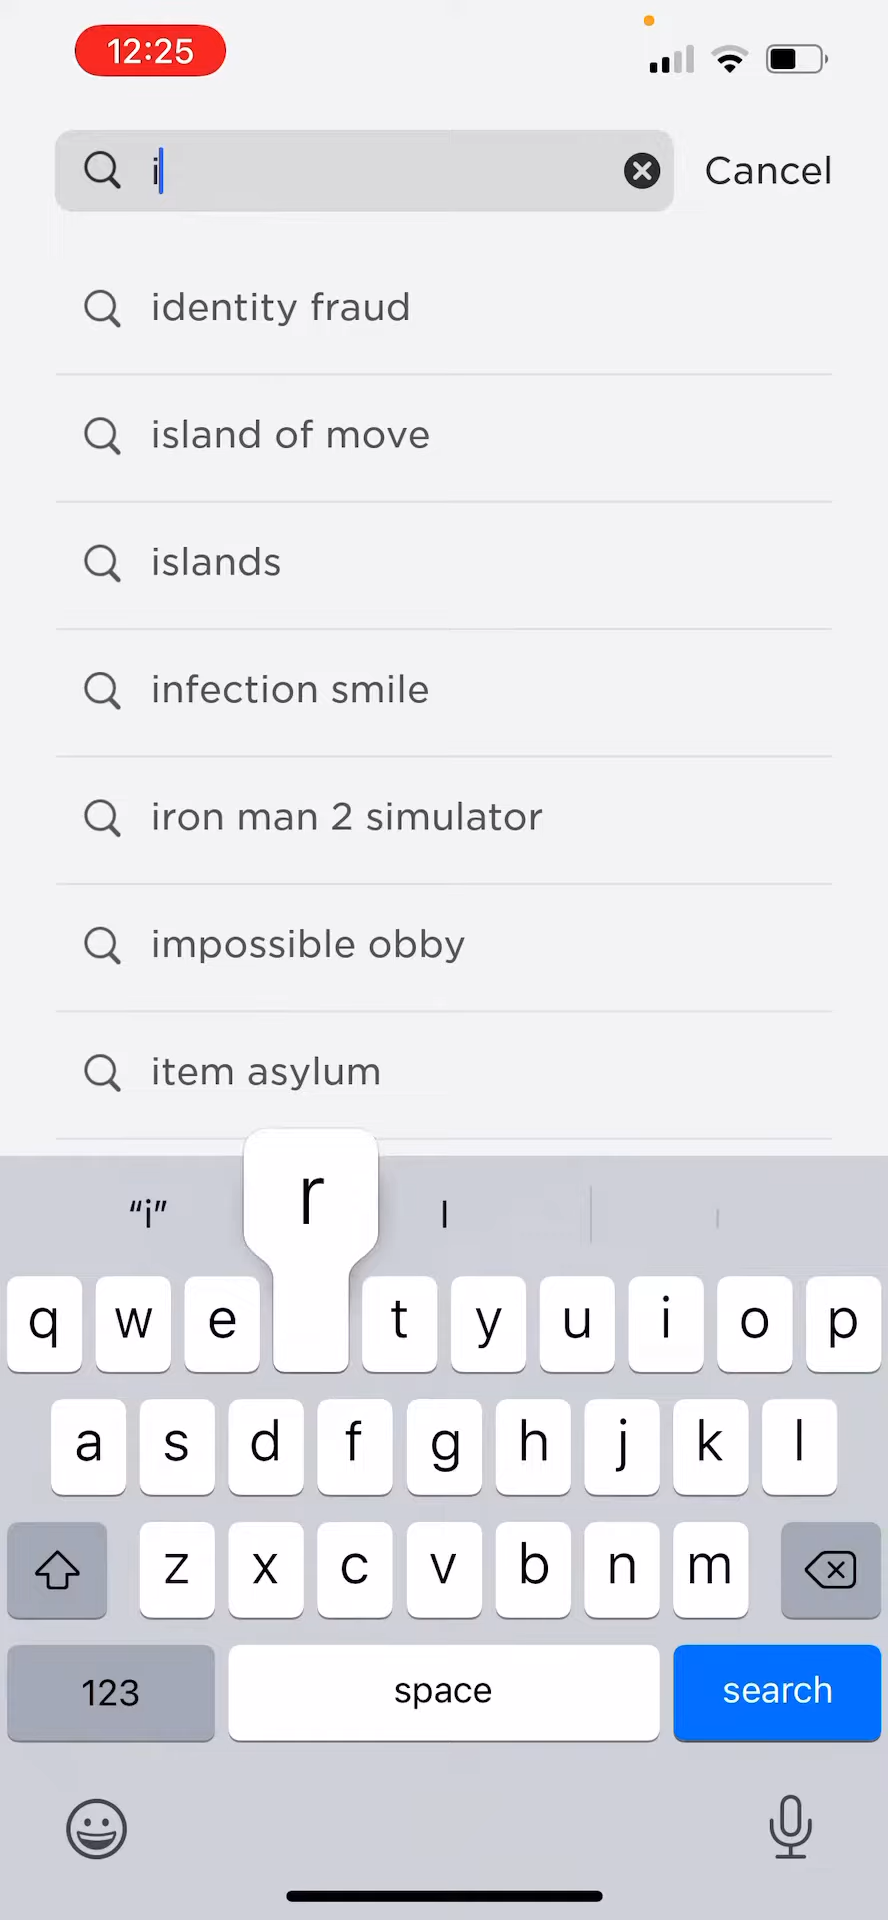 12:25
i
Cancel
identity fraud
island of move
islands
infection smile
iron man 2 simulator
impossible obby
item asylum
“i” r I
q w e t y u i o p
a s d f g h j k l
z x c v b n m
123 space search